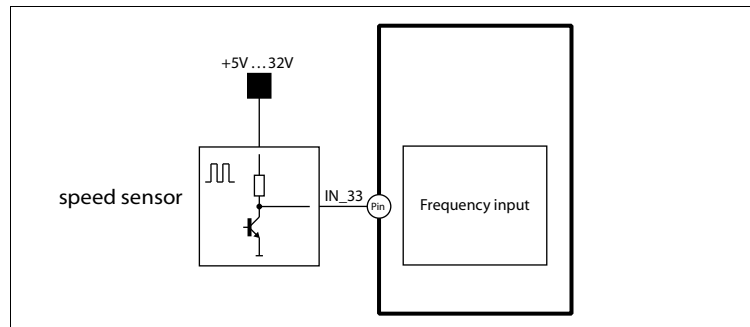 +5V ... 32V
speed sensor
IN_33
Pin
Frequency input